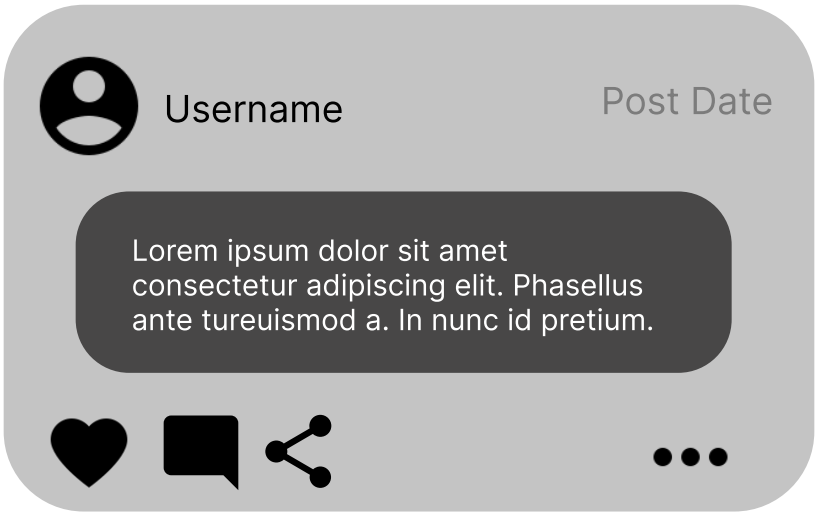 Username
Post Date
Lorem ipsum dolor sit amet
consectetur adipiscing elit. Phasellus
ante tureuismod a. In nunc id pretium.